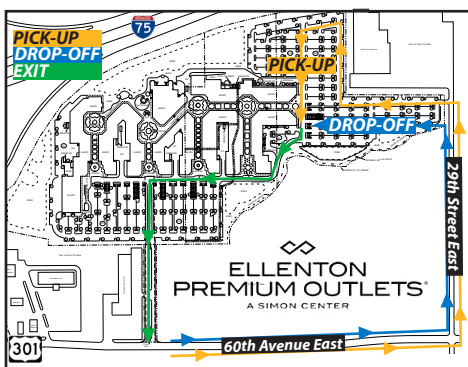 INTERSTATE
75
PICK-UP
DROP-OFF
EXIT
PICK-UP
DROP-OFF
29th Street East
ELLENTON
PREMIUM OUTLETS®
A SIMON CENTER
60th Avenue East
301